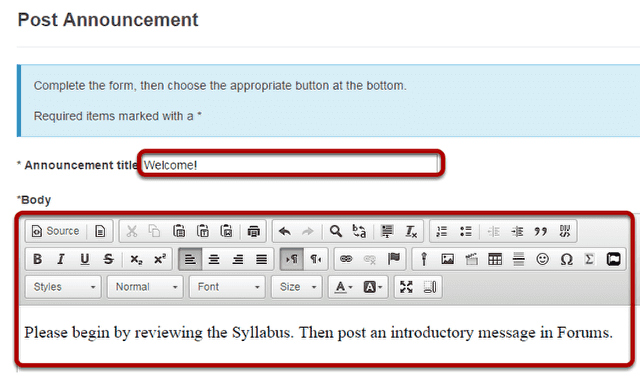 Post Announcement
Complete the form, then choose the appropriate button at the bottom.
Required items marked with a *
* Announcement title Welcome!
*Body
Source
B I U S x₂ x²
Styles Normal Font Size A A
Please begin by reviewing the Syllabus. Then post an introductory message in Forums.